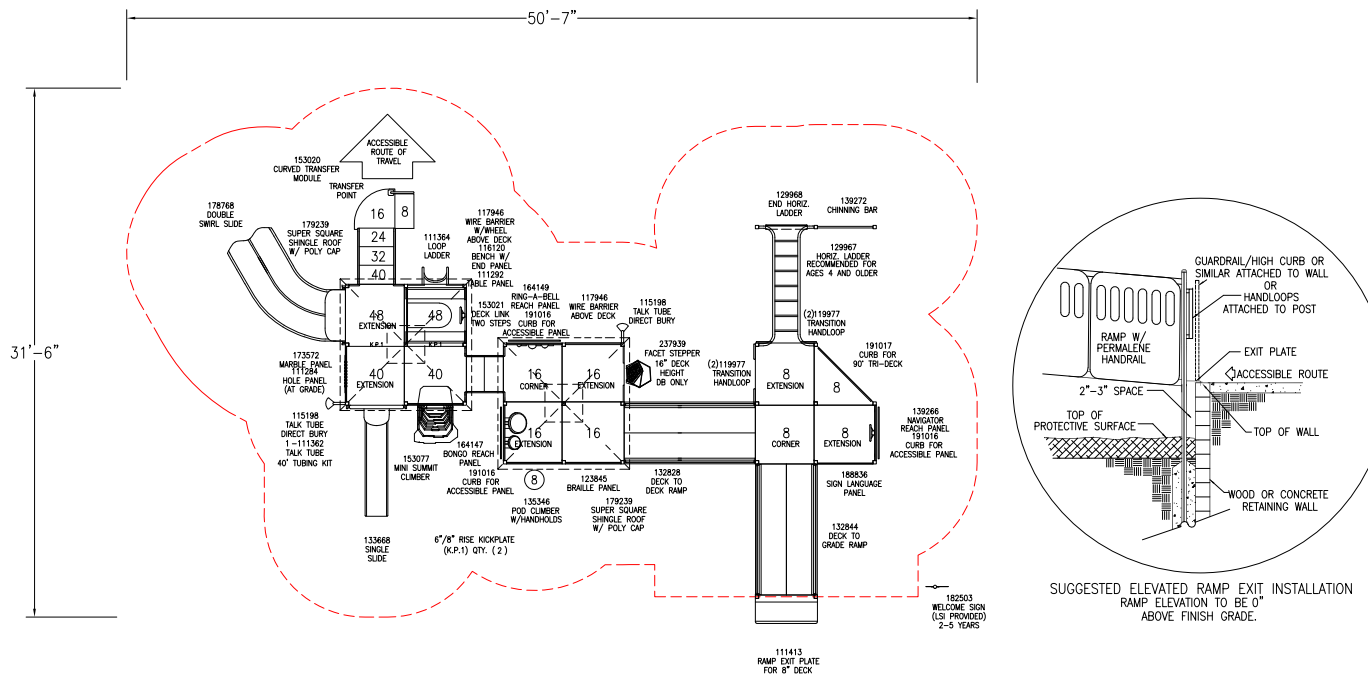 50'-7"
31'-6"
ACCESSIBLE
ROUTE OF
TRAVEL
153020
CURVED TRANSFER
MODULE
TRANSFER
POINT
16
8
24
32
40
178768
DOUBLE
SWIRL SLIDE
179239
SUPER SQUARE
SHINGLE ROOF
W/ POLY CAP
111364
LOOP
LADDER
117946
WIRE BARRIER
W/WHEEL
ABOVE DECK
116120
BENCH W/
END PANEL
111292
TABLE PANEL
153021
DECK LINK
TWO STEPS
164149
RING-A-BELL
REACH PANEL
191016
CURB FOR
ACCESSIBLE PANEL
117946
WIRE BARRIER
ABOVE DECK
115198
TALK TUBE
DIRECT BURY
237939
FACET STEPPER
16" DECK
HEIGHT
DB ONLY
129968
END HORIZ.
LADDER
139272
CHINNING BAR
129967
HORIZ. LADDER
RECOMMENDED FOR
AGES 4 AND OLDER
(2)119977
TRANSITION
HANDLOOP
(2)119977
TRANSITION
HANDLOOP
191017
CURB FOR
90° TRI-DECK
48
EXTENSION
48
K.P.1
K.P.1
40
EXTENSION
40
16
CORNER
16
EXTENSION
16
EXTENSION
16
8
EXTENSION
8
8
CORNER
8
EXTENSION
173572
MARBLE PANEL
111284
HOLE PANEL
(AT GRADE)
115198
TALK TUBE
DIRECT BURY
1-111362
TALK TUBE
40' TUBING KIT
153077
MINI SUMMIT
CLIMBER
164147
BONGO REACH
PANEL
191016
CURB FOR
ACCESSIBLE PANEL
8
135346
POD CLIMBER
W/HANDHOLDS
123845
BRAILLE PANEL
179239
SUPER SQUARE
SHINGLE ROOF
W/ POLY CAP
132828
DECK TO
DECK RAMP
139266
NAVIGATOR
REACH PANEL
191016
CURB FOR
ACCESSIBLE PANEL
188836
SIGN LANGUAGE
PANEL
132844
DECK TO
GRADE RAMP
133668
SINGLE
SLIDE
6"/8" RISE KICKPLATE
(K.P.1) QTY. ( 2 )
182503
WELCOME SIGN
(LSI PROVIDED)
2-5 YEARS
111413
RAMP EXIT PLATE
FOR 8" DECK
GUARDRAIL/HIGH CURB OR
SIMILAR ATTACHED TO WALL
OR
HANDLOOPS
ATTACHED TO POST
RAMP W/
PERMALENE
HANDRAIL
EXIT PLATE
ACCESSIBLE ROUTE
2"-3" SPACE
TOP OF
PROTECTIVE SURFACE
TOP OF WALL
WOOD OR CONCRETE
RETAINING WALL
SUGGESTED ELEVATED RAMP EXIT INSTALLATION
RAMP ELEVATION TO BE 0"
ABOVE FINISH GRADE.